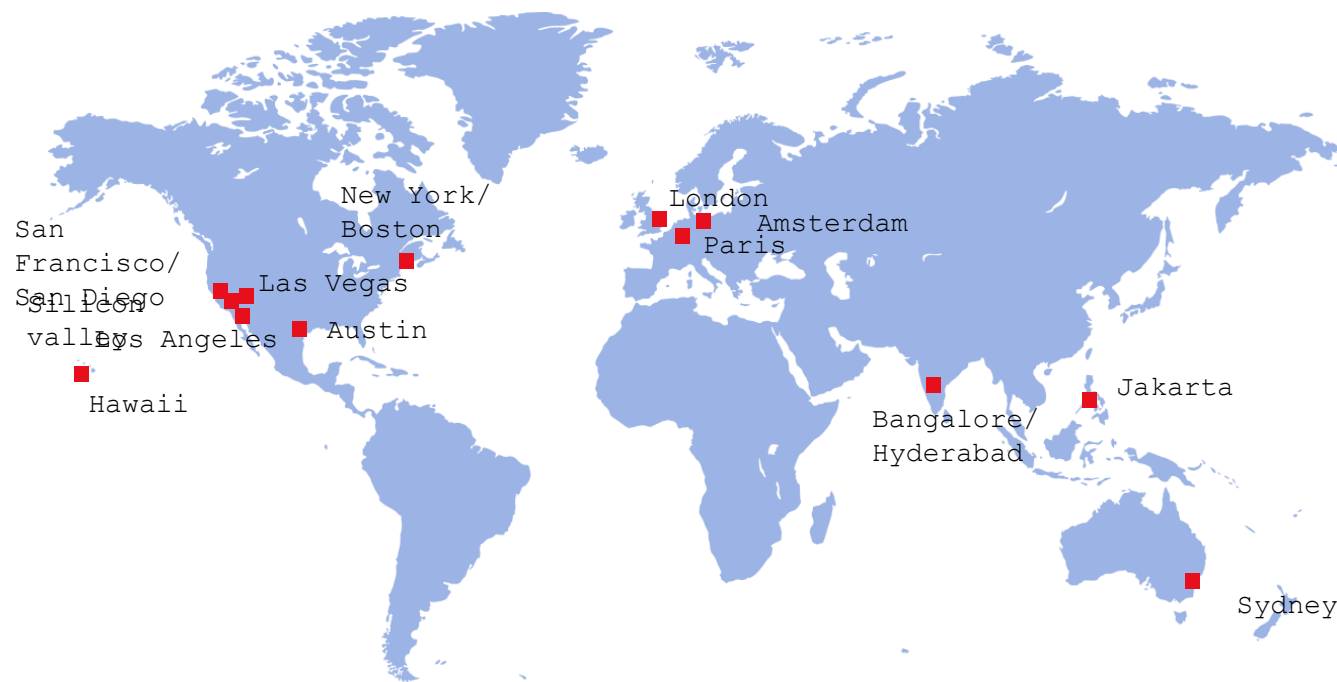 New York/
Boston
London
Amsterdam
Paris
San
Francisco/
San Diego
Silicon
valley
Las Vegas
Los Angeles
Austin
Hawaii
Bangalore/
Hyderabad
Jakarta
Sydney